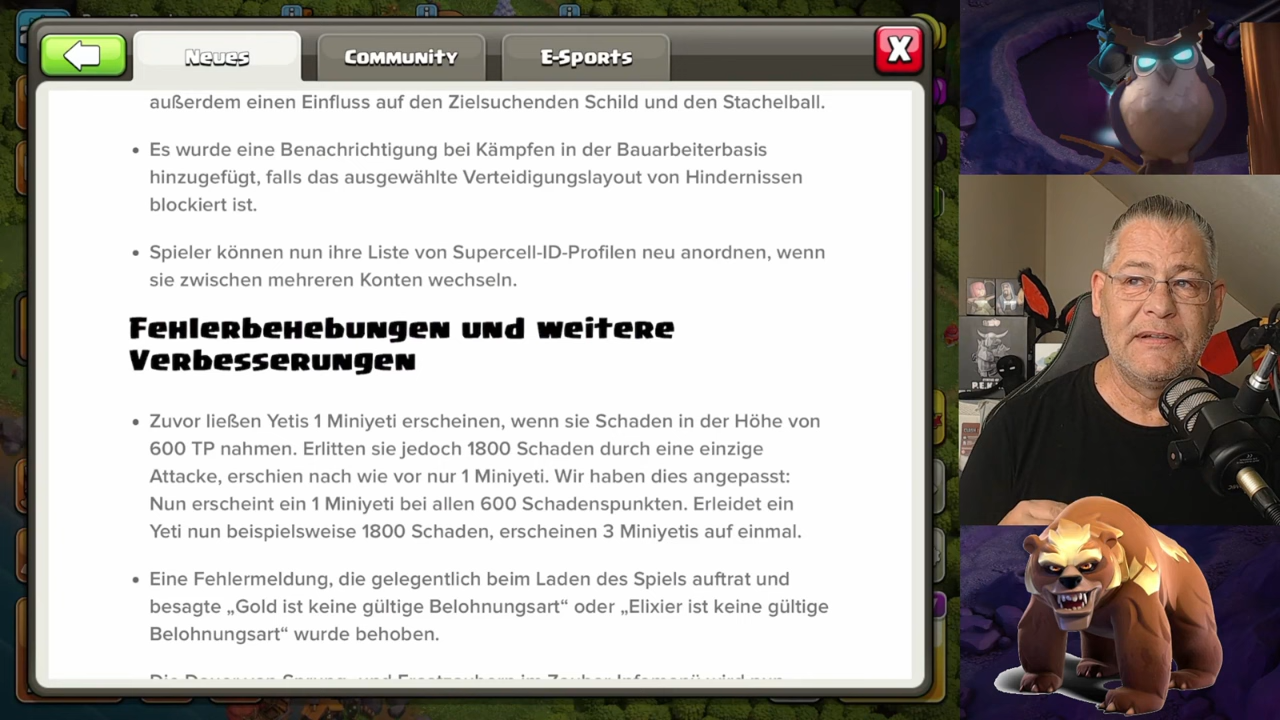 Neues
Community
E-Sports
X
außerdem einen Einfluss auf den Zielsuchenden Schild und den Stachelball.
• Es wurde eine Benachrichtigung bei Kämpfen in der Bauarbeiterbasis
hinzugefügt, falls das ausgewählte Verteidigungslayout von Hindernissen
blockiert ist.
• Spieler können nun ihre Liste von Supercell-ID-Profilen neu anordnen, wenn
sie zwischen mehreren Konten wechseln.
Fehlerbehebungen und weitere
Verbesserungen
• Zuvor ließen Yetis 1 Miniyeti erscheinen, wenn sie Schaden in der Höhe von
600 TP nahmen. Erlitten sie jedoch 1800 Schaden durch eine einzige
Attacke, erschien nach wie vor nur 1 Miniyeti. Wir haben dies angepasst:
Nun erscheint ein 1 Miniyeti bei allen 600 Schadenspunkten. Erleidet ein
Yeti nun beispielsweise 1800 Schaden, erscheinen 3 Miniyetis auf einmal.
• Eine Fehlermeldung, die gelegentlich beim Laden des Spiels auftrat und
besagte „Gold ist keine gültige Belohnungsart“ oder „Elixier ist keine gültige
Belohnungsart“ wurde behoben.